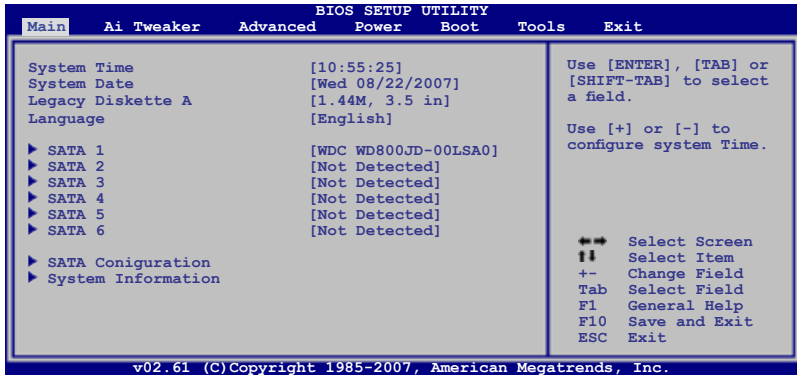 BIOS SETUP UTILITY
Main Ai Tweaker Advanced Power Boot Tools Exit
System Time [10:55:25]
System Date [Wed 08/22/2007]
Legacy Diskette A [1.44M, 3.5 in]
Language [English]
SATA 1 [WDC WD800JD-00LSA0]
SATA 2 [Not Detected]
SATA 3 [Not Detected]
SATA 4 [Not Detected]
SATA 5 [Not Detected]
SATA 6 [Not Detected]
SATA Coniguration
System Information
Use [ENTER], [TAB] or
[SHIFT-TAB] to select
a field.
Use [+] or [-] to
configure system Time.
←→ Select Screen
↑↓ Select Item
+- Change Field
Tab Select Field
F1 General Help
F10 Save and Exit
ESC Exit
v02.61 (C)Copyright 1985-2007, American Megatrends, Inc.